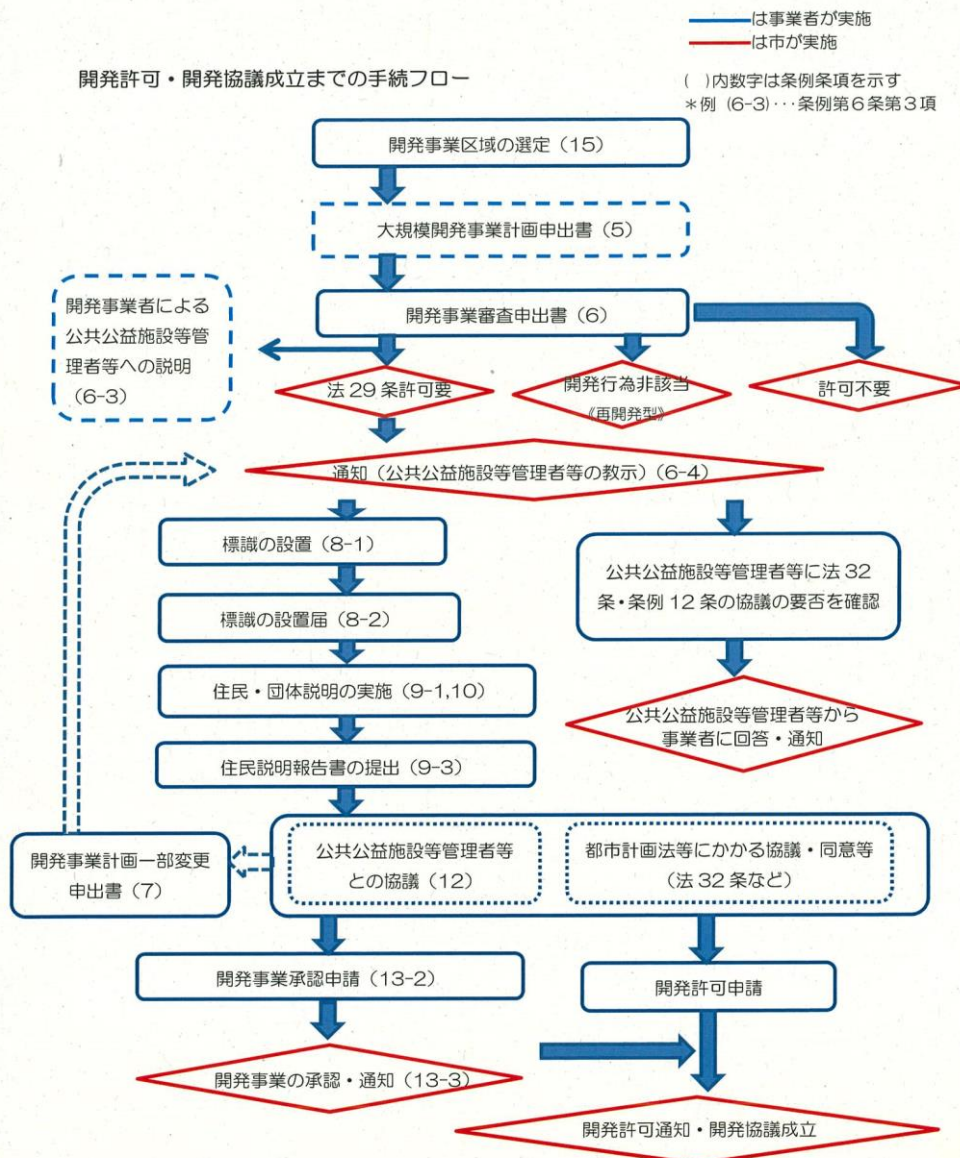 は事業者が実施
は市が実施
開発許可・開発協議成立までの手続フロー
( )内数字は条例条項を示す
*例 (6-3)・・・条例第6条第3項
開発事業区域の選定（15）
大規模開発事業計画申出書（5）
開発事業審査申出書（6）
開発事業者による
公共公益施設等管
理者等への説明
（6-3）
法29条許可要
開発行為非該当
《再開発型》
許可不要
通知（公共公益施設等管理者等の教示）（6-4）
標識の設置（8-1）
標識の設置届（8-2）
住民・団体説明の実施（9-1,10）
住民説明報告書の提出（9-3）
公共公益施設等管理者等に法32
条・条例12条の協議の要否を確認
公共公益施設等管理者等から
事業者に回答・通知
開発事業計画一部変更
申出書（7）
公共公益施設等管理者等
との協議（12）
都市計画法等にかかる協議・同意等
（法32条など）
開発事業承認申請（13-2）
開発許可申請
開発事業の承認・通知（13-3）
開発許可通知・開発協議成立